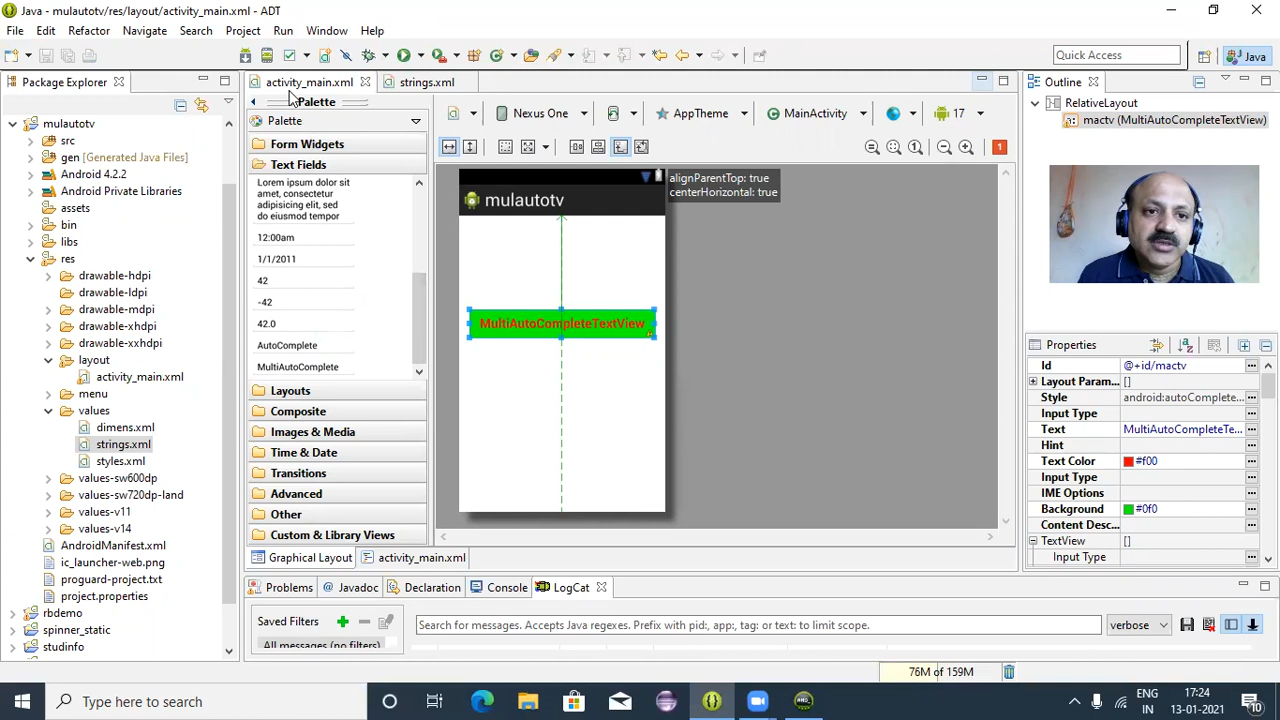 Java - mulautotv/res/layout/activity_main.xml - ADT
File Edit Refactor Navigate Search Project Run Window Help
Quick Access
Java
Package Explorer
activity_main.xml
strings.xml
Outline
mulautotv
src
gen [Generated Java Files]
Android 4.2.2
Android Private Libraries
assets
bin
libs
res
drawable-hdpi
drawable-ldpi
drawable-mdpi
drawable-xhdpi
drawable-xxhdpi
layout
activity_main.xml
menu
values
dimens.xml
strings.xml
styles.xml
values-sw600dp
values-sw720dp-land
values-v11
values-v14
AndroidManifest.xml
ic_launcher-web.png
proguard-project.txt
project.properties
rbdemo
spinner_static
studinfo
Palette
Palette
Form Widgets
Text Fields
Lorem ipsum dolor sit
amet, consectetur
adipisicing elit, sed
do eiusmod tempor
12:00am
1/1/2011
42
-42
42.0
AutoComplete
MultiAutoComplete
Layouts
Composite
Images & Media
Time & Date
Transitions
Advanced
Other
Custom & Library Views
Graphical Layout
activity_main.xml
Nexus One
AppTheme
MainActivity
17
1
mulautotv
alignParentTop: true
centerHorizontal: true
MultiAutoCompleteTextView
RelativeLayout
mactv (MultiAutoCompleteTextView)
Properties
Id @+id/mactv
Layout Param... []
Style android:autoComplete...
Input Type
Text MultiAutoCompleteTe...
Hint
Text Color #f00
Input Type
IME Options
Background #0f0
Content Desc...
TextView []
Input Type
Problems Javadoc Declaration Console LogCat
Saved Filters
All messages (no filters)
Search for messages. Accepts Java regexes. Prefix with pid:, app:, tag: or text: to limit scope.
verbose
76M of 159M
Type here to search
ENG
IN
17:24
13-01-2021
10